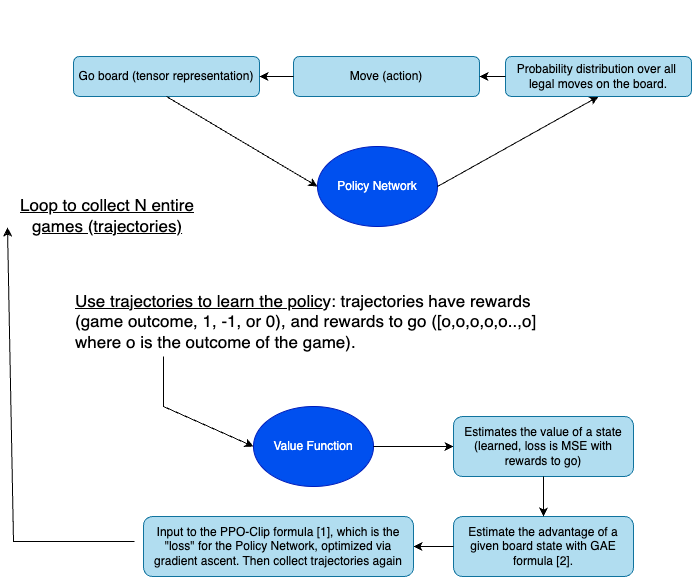 Go board (tensor representation)
Move (action)
Probability distribution over all
legal moves on the board.
Policy Network
Loop to collect N entire
games (trajectories)
Use trajectories to learn the policy: trajectories have rewards
(game outcome, 1, -1, or 0), and rewards to go ([o,o,o,o,o..,o]
where o is the outcome of the game).
Value Function
Estimates the value of a state
(learned, loss is MSE with
rewards to go)
Input to the PPO-Clip formula [1], which is the
"loss" for the Policy Network, optimized via
gradient ascent. Then collect trajectories again
Estimate the advantage of a
given board state with GAE
formula [2].